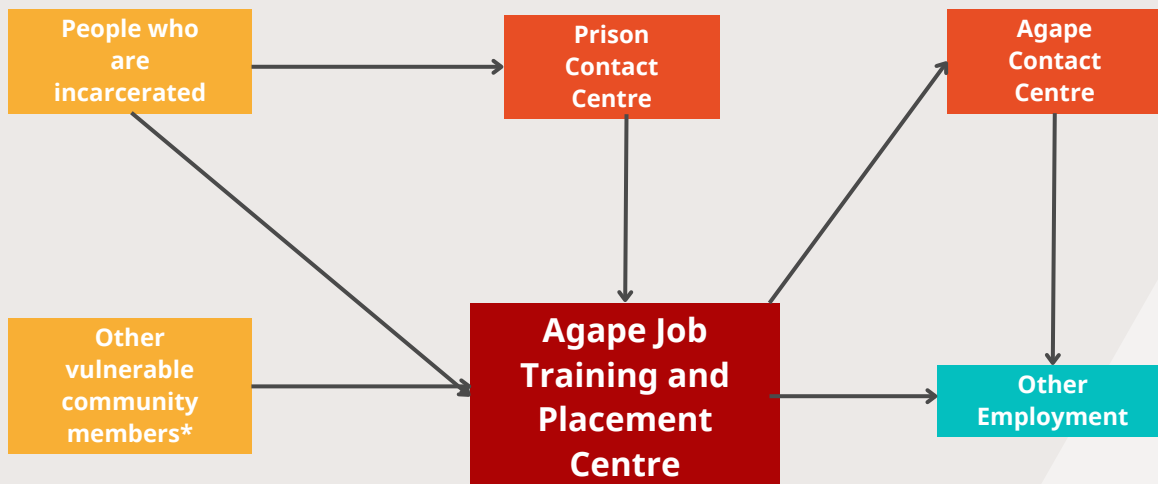 People who
are
incarcerated
Prison
Contact
Centre
Agape
Contact
Centre
Other
vulnerable
community
members*
Agape Job
Training and
Placement
Centre
Other
Employment